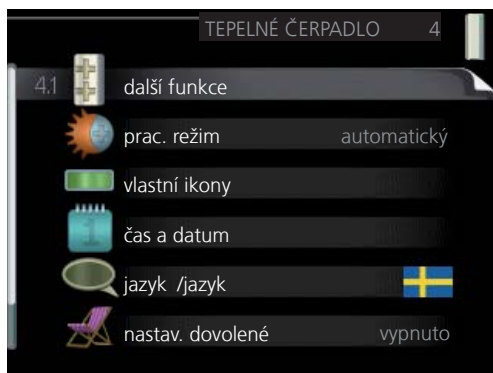 TEPELNÉ ČERPADLO 4
4.1 další funkce
prac. režim automatický
vlastní ikony
čas a datum
jazyk /jazyk
nastav. dovolené vypnuto